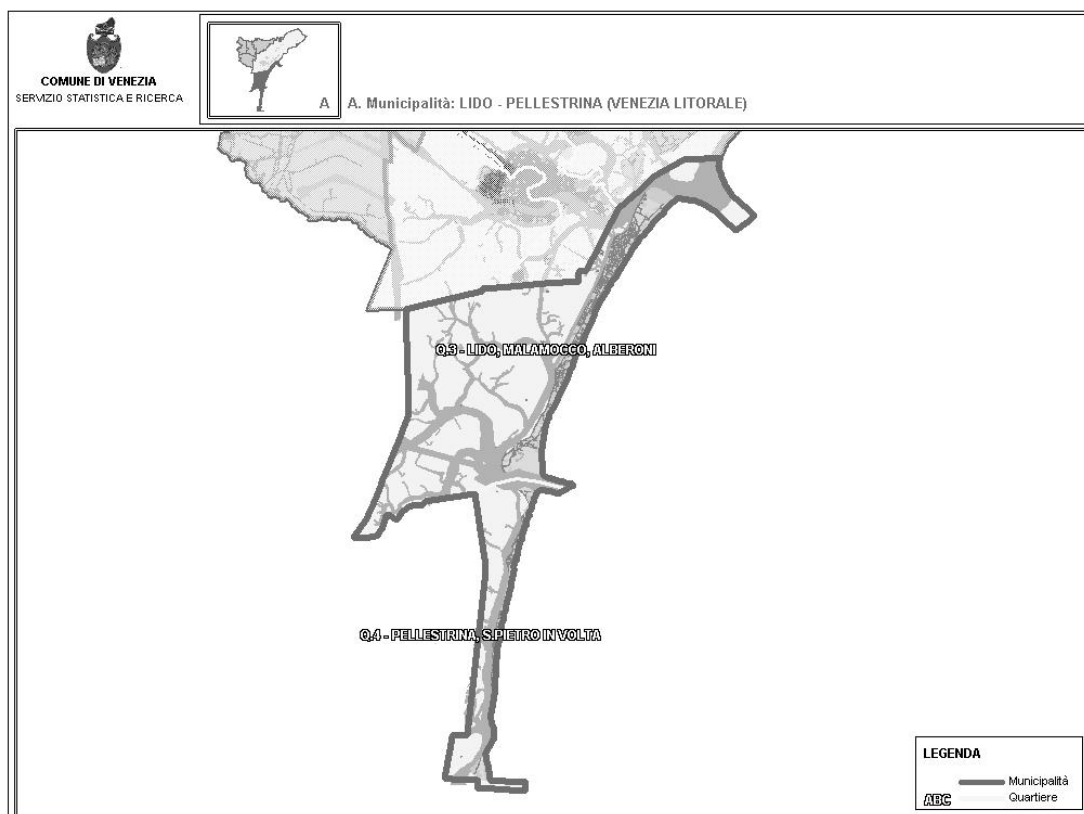 COMUNE DI VENEZIA
SERVIZIO STATISTICA E RICERCA
A A. Municipalità: LIDO - PELLESTRINA (VENEZIA LITORALE)
Q.3 - LIDO, MALAMOCCO, ALBERONI
Q.4 - PELLESTRINA, S.PIETRO IN VOLTA
LEGENDA
Municipalità
ABC Quartiere